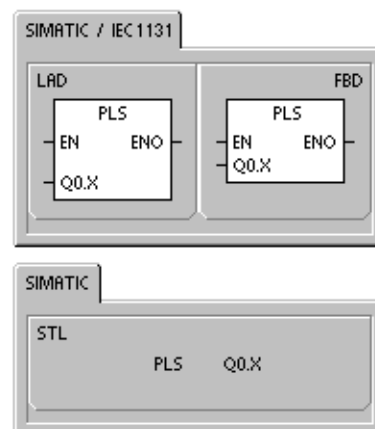 SIMATIC / IEC1131
LAD FBD
PLS PLS
EN ENO EN ENO
Q0.X Q0.X
SIMATIC
STL
PLS Q0.X